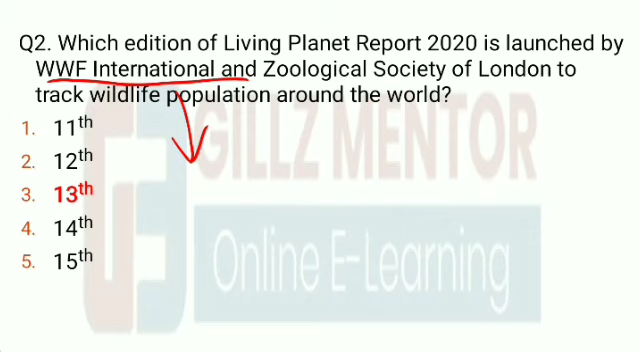 Q2. Which edition of Living Planet Report 2020 is launched by
WWF International and Zoological Society of London to
track wildlife population around the world?
1. 11th
2. 12th
3. 13th
4. 14th
5. 15th
GILLZ MENTOR
Online E-Learning